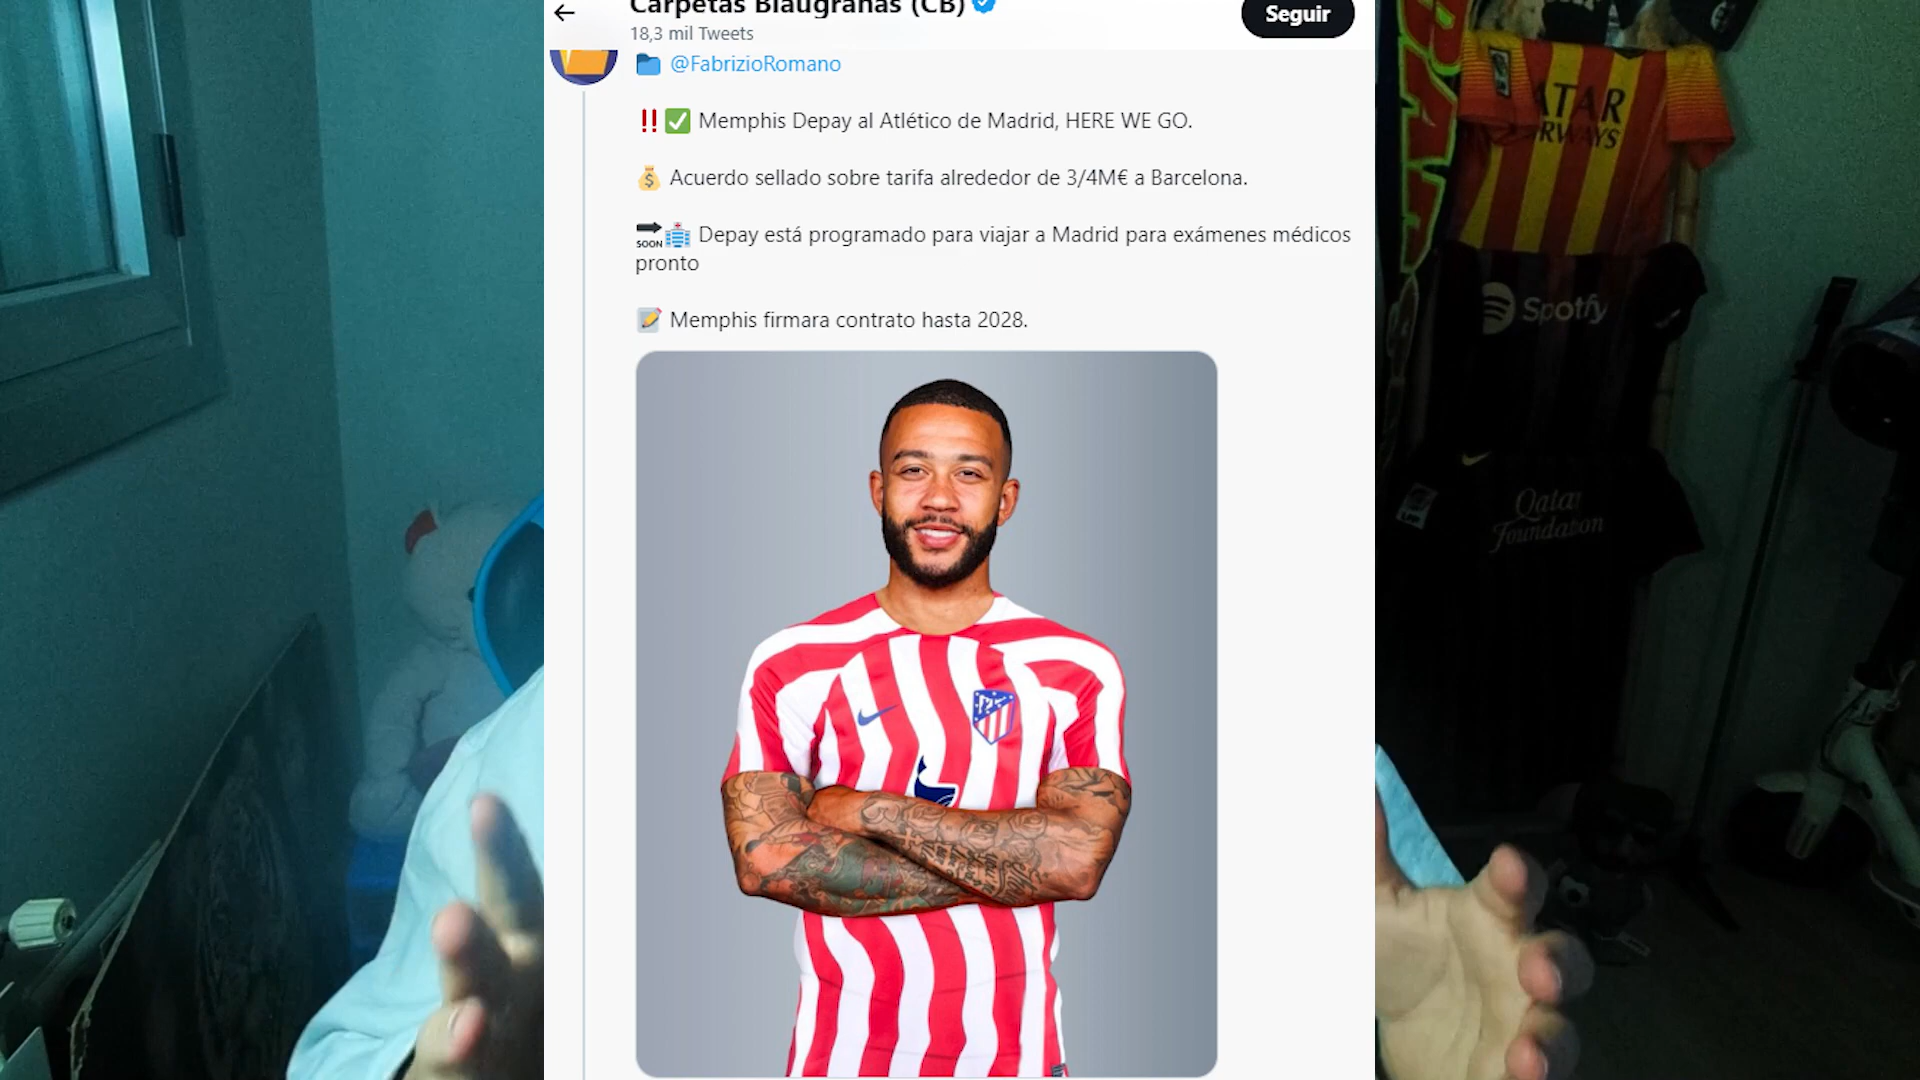 Carpetas Blaugranas (CB)
18,3 mil Tweets
Seguir
@FabrizioRomano
Memphis Depay al Atlético de Madrid, HERE WE GO.
Acuerdo sellado sobre tarifa alrededor de 3/4M€ a Barcelona.
SOON Depay está programado para viajar a Madrid para exámenes médicos
pronto
Memphis firmara contrato hasta 2028.
Spotify
Qatar
Foundation